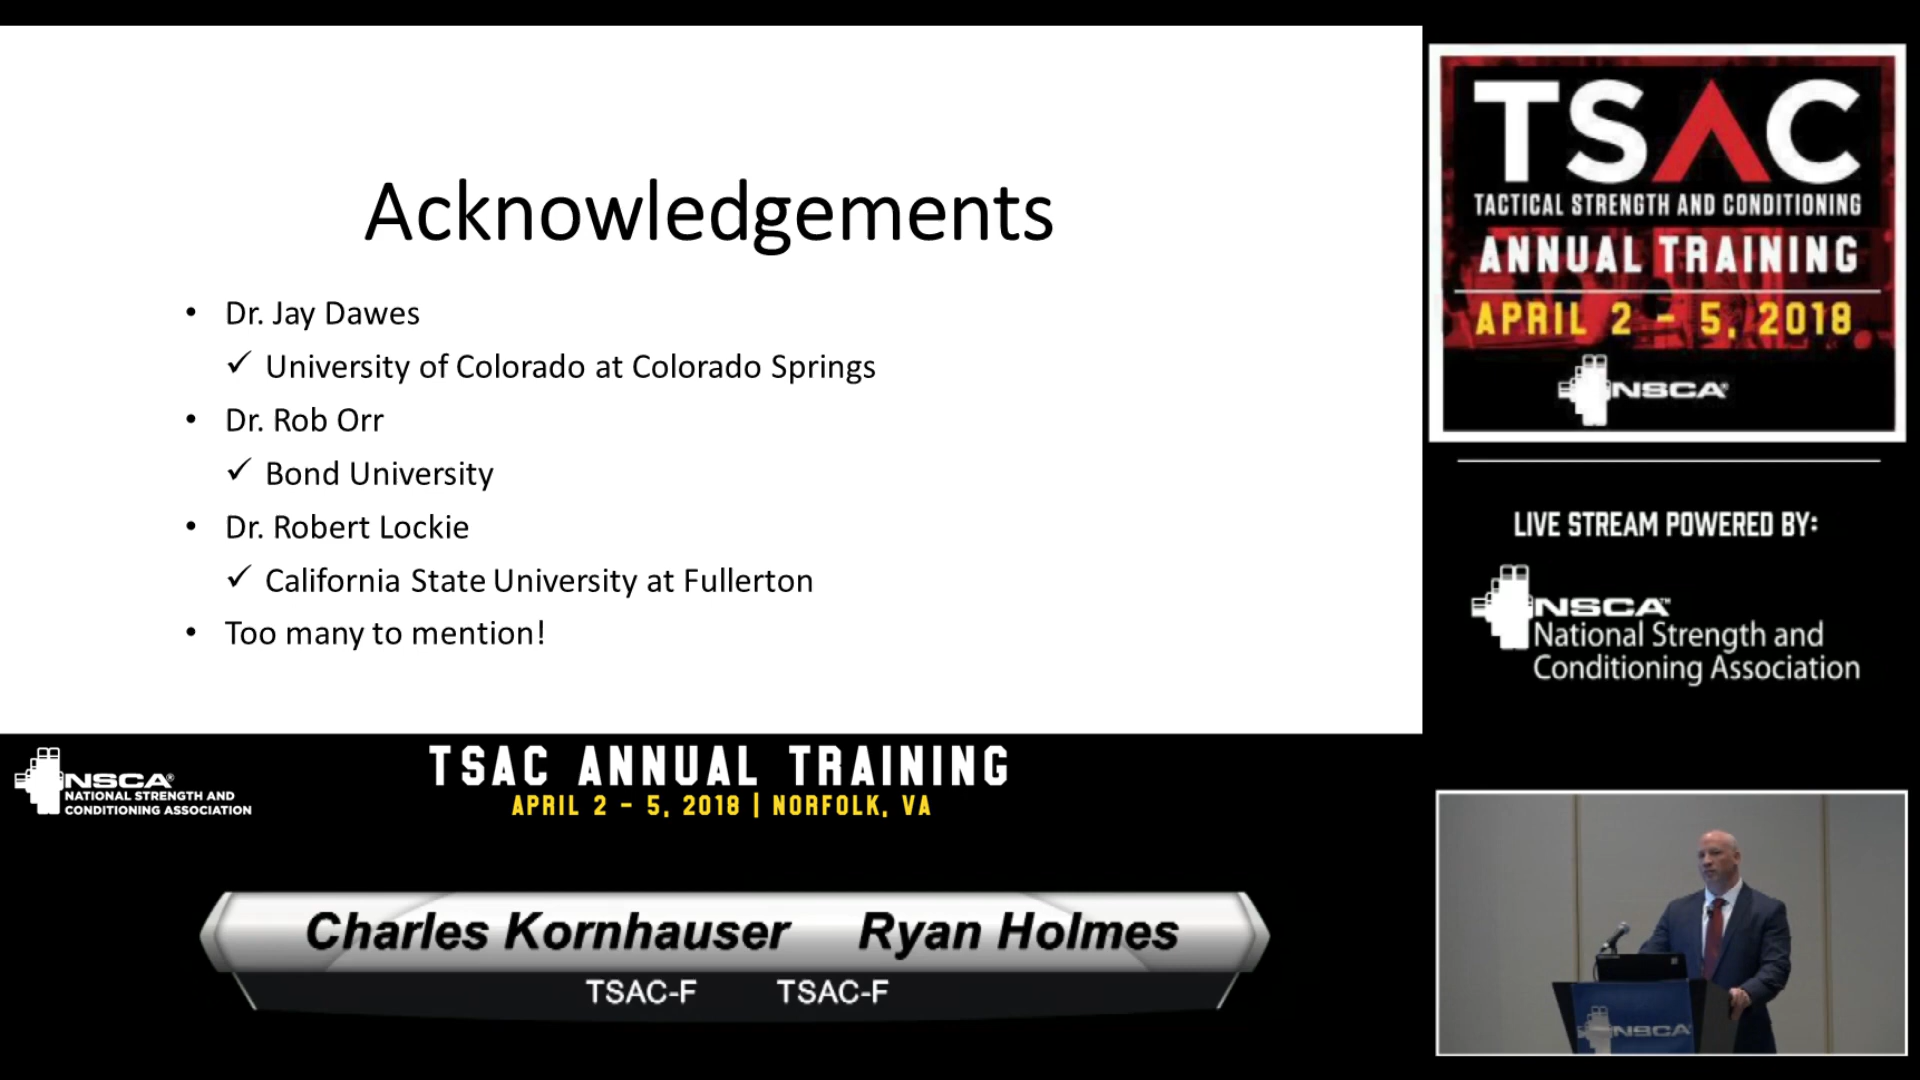 Acknowledgements
• Dr. Jay Dawes
✓ University of Colorado at Colorado Springs
• Dr. Rob Orr
✓ Bond University
• Dr. Robert Lockie
✓ California State University at Fullerton
• Too many to mention!
TSAC
TACTICAL STRENGTH AND CONDITIONING
ANNUAL TRAINING
APRIL 2 - 5, 2018
NSCA®
LIVE STREAM POWERED BY:
NSCA™
National Strength and
Conditioning Association
NSCA®
NATIONAL STRENGTH AND
CONDITIONING ASSOCIATION
TSAC ANNUAL TRAINING
APRIL 2 - 5, 2018 | NORFOLK, VA
Charles Kornhauser Ryan Holmes
TSAC-F TSAC-F
NSCA